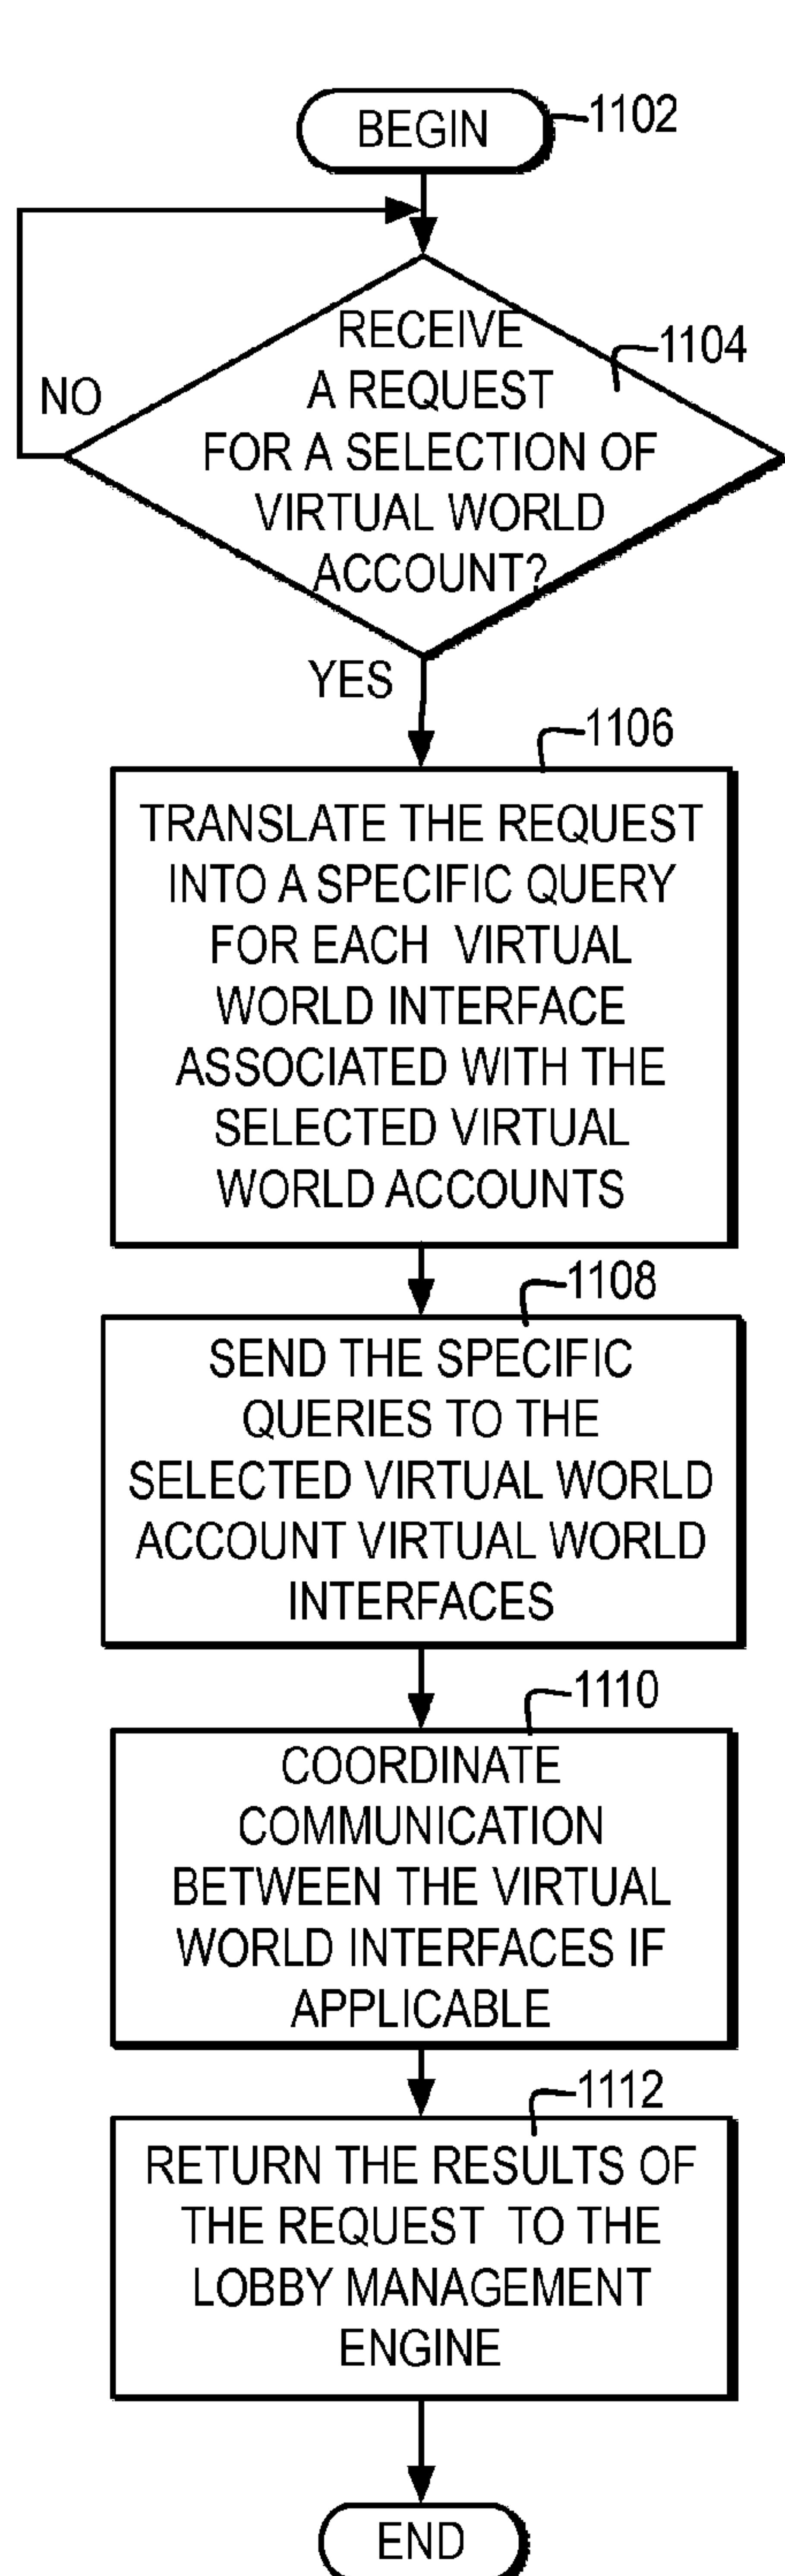 BEGIN
1102
RECEIVE
A REQUEST
FOR A SELECTION OF
VIRTUAL WORLD
ACCOUNT?
1104
NO
YES
1106
TRANSLATE THE REQUEST
INTO A SPECIFIC QUERY
FOR EACH VIRTUAL
WORLD INTERFACE
ASSOCIATED WITH THE
SELECTED VIRTUAL
WORLD ACCOUNTS
1108
SEND THE SPECIFIC
QUERIES TO THE
SELECTED VIRTUAL WORLD
ACCOUNT VIRTUAL WORLD
INTERFACES
1110
COORDINATE
COMMUNICATION
BETWEEN THE VIRTUAL
WORLD INTERFACES IF
APPLICABLE
1112
RETURN THE RESULTS OF
THE REQUEST TO THE
LOBBY MANAGEMENT
ENGINE
END